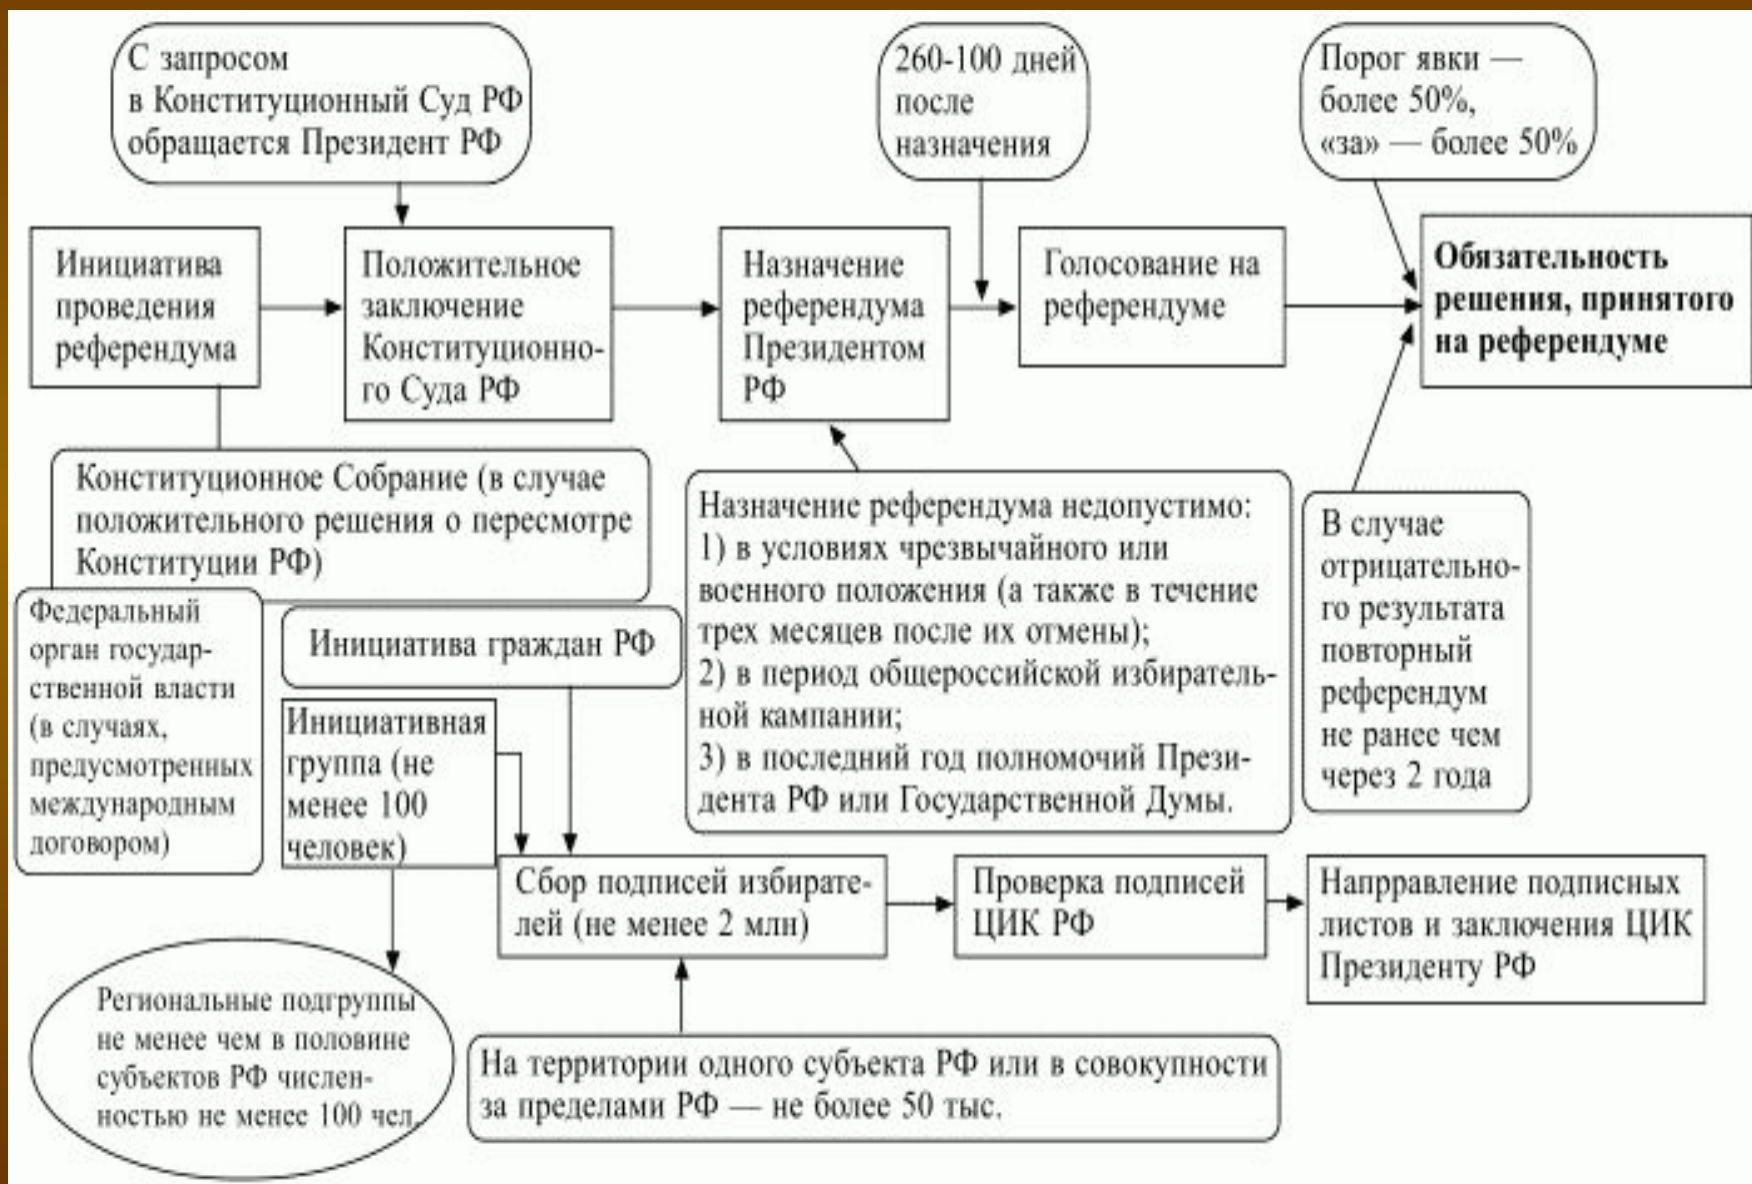 С запросом
в Конституционный Суд РФ
обращается Президент РФ
260-100 дней
после
назначения
Порог явки —
более 50%,
«за» — более 50%
Инициатива
проведения
референдума
Положительное
заключение
Конституционно-
го Суда РФ
Назначение
референдума
Президентом
РФ
Голосование на
референдуме
Обязательность
решения, принятого
на референдуме
Конституционное Собрание (в случае
положительного решения о пересмотре
Конституции РФ)
Назначение референдума недопустимо:
1) в условиях чрезвычайного или
военного положения (а также в течение
трех месяцев после их отмены);
2) в период общероссийской избиратель-
ной кампании;
3) в последний год полномочий Прези-
дента РФ или Государственной Думы.
В случае
отрицательно-
го результата
повторный
референдум
не ранее чем
через 2 года
Федеральный
орган государ-
ственной власти
(в случаях,
предусмотренных
международным
договором)
Инициатива граждан РФ
Инициативная
группа (не
менее 100
человек)
Сбор подписей избирате-
лей (не менее 2 млн)
Проверка подписей
ЦИК РФ
Напрравление подписных
листов и заключения ЦИК
Президенту РФ
Региональные подгруппы
не менее чем в половине
субъектов РФ числен-
ностью не менее 100 чел.
На территории одного субъекта РФ или в совокупности
за пределами РФ — не более 50 тыс.